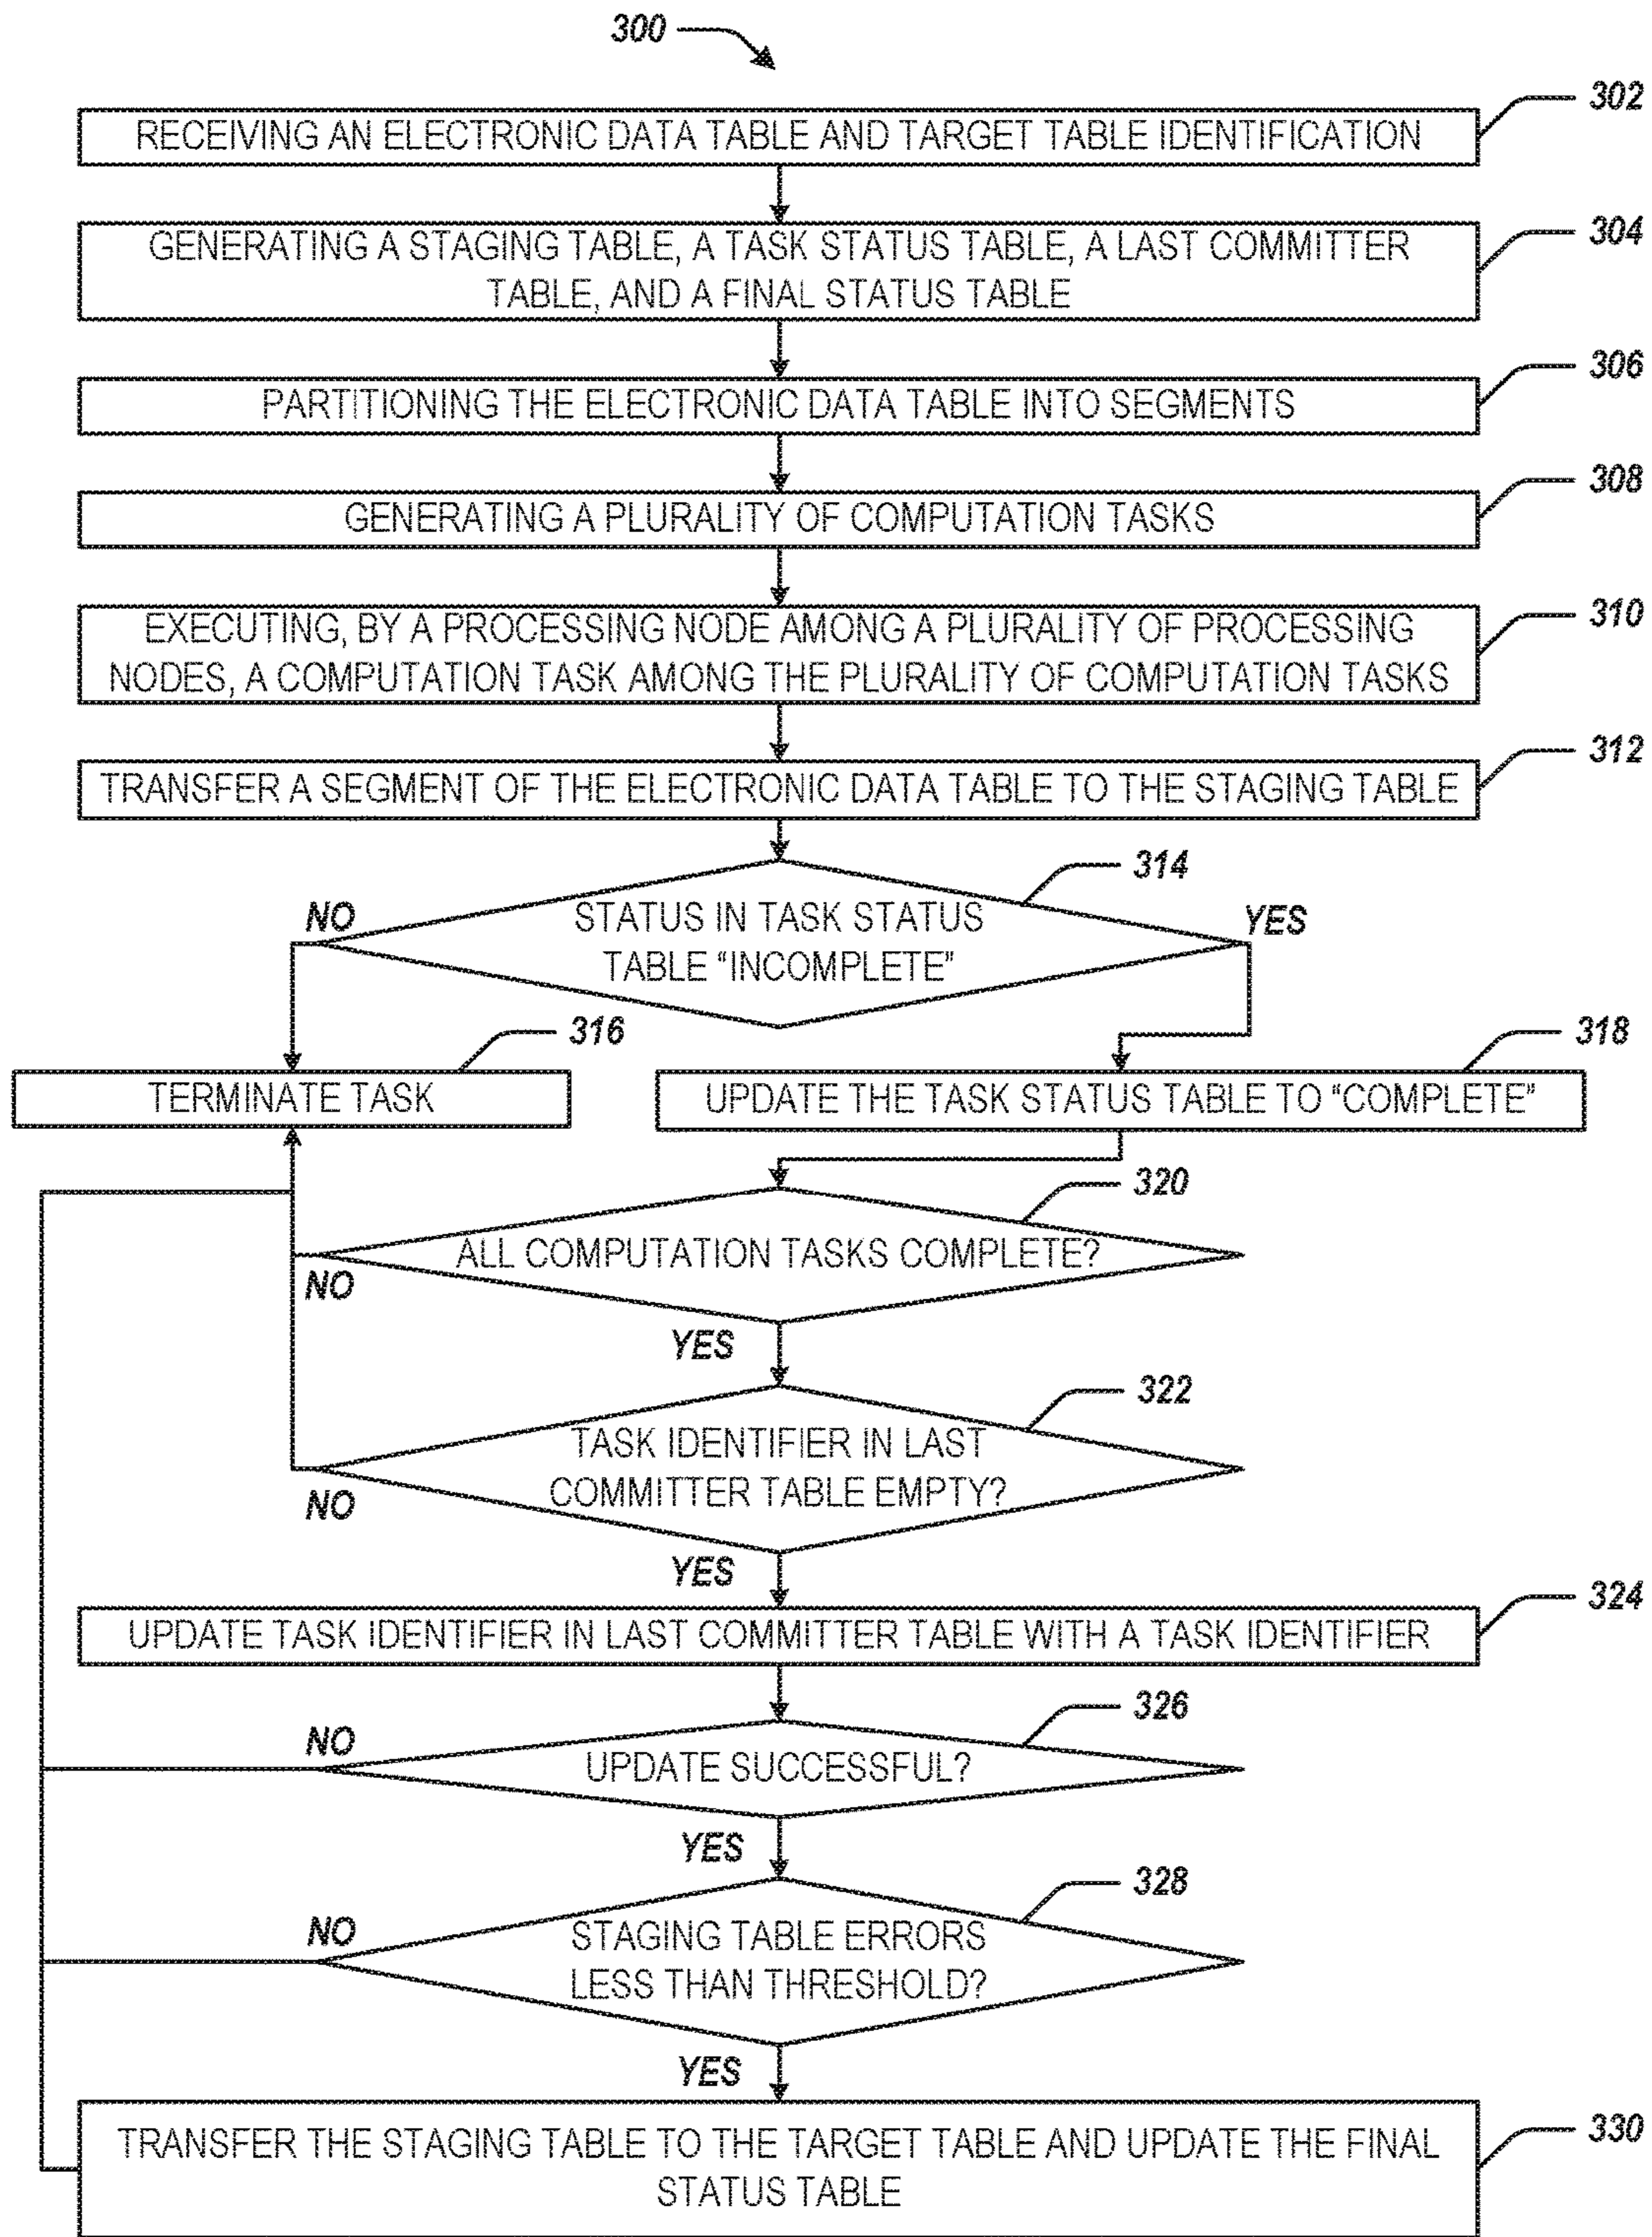 300
302
RECEIVING AN ELECTRONIC DATA TABLE AND TARGET TABLE IDENTIFICATION
304
GENERATING A STAGING TABLE, A TASK STATUS TABLE, A LAST COMMITTER
TABLE, AND A FINAL STATUS TABLE
306
PARTITIONING THE ELECTRONIC DATA TABLE INTO SEGMENTS
308
GENERATING A PLURALITY OF COMPUTATION TASKS
310
EXECUTING, BY A PROCESSING NODE AMONG A PLURALITY OF PROCESSING
NODES, A COMPUTATION TASK AMONG THE PLURALITY OF COMPUTATION TASKS
312
TRANSFER A SEGMENT OF THE ELECTRONIC DATA TABLE TO THE STAGING TABLE
314
NO
STATUS IN TASK STATUS
TABLE “INCOMPLETE”
YES
316
TERMINATE TASK
318
UPDATE THE TASK STATUS TABLE TO “COMPLETE”
320
ALL COMPUTATION TASKS COMPLETE?
NO
YES
322
TASK IDENTIFIER IN LAST
COMMITTER TABLE EMPTY?
NO
YES
324
UPDATE TASK IDENTIFIER IN LAST COMMITTER TABLE WITH A TASK IDENTIFIER
326
NO
UPDATE SUCCESSFUL?
YES
328
NO
STAGING TABLE ERRORS
LESS THAN THRESHOLD?
YES
330
TRANSFER THE STAGING TABLE TO THE TARGET TABLE AND UPDATE THE FINAL
STATUS TABLE